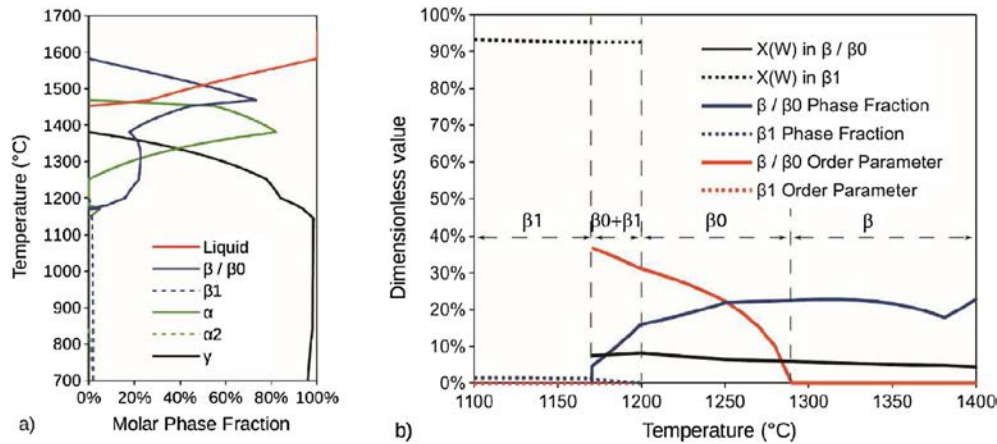 1700
1600
1500
1400
1300
1200
1100
1000
900
800
700
Temperature (°C)
Liquid
β / β0
β1
α
α2
γ
0% 20% 40% 60% 80% 100%
Molar Phase Fraction
a)
100%
90%
80%
70%
60%
50%
40%
30%
20%
10%
0%
Dimensionless value
X(W) in β / β0
X(W) in β1
β / β0 Phase Fraction
β1 Phase Fraction
β / β0 Order Parameter
β1 Order Parameter
β1 β0+β1 β0 β
1100 1150 1200 1250 1300 1350 1400
Temperature (°C)
b)